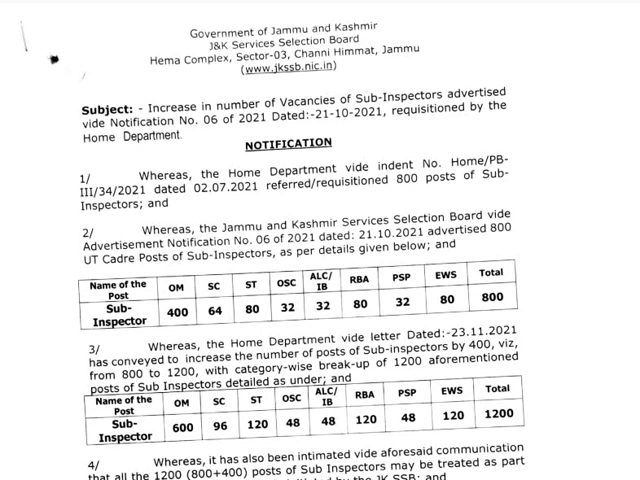 Government of Jammu and Kashmir
J&K Services Selection Board
Hema Complex, Sector-03, Channi Himmat, Jammu
(www.jkssb.nic.in)
Subject: - Increase in number of Vacancies of Sub-Inspectors advertised
vide Notification No. 06 of 2021 Dated:-21-10-2021, requisitioned by the
Home Department.
NOTIFICATION
1/ Whereas, the Home Department vide indent No. Home/PB-
III/34/2021 dated 02.07.2021 referred/requisitioned 800 posts of Sub-
Inspectors; and
2/ Whereas, the Jammu and Kashmir Services Selection Board vide
Advertisement Notification No. 06 of 2021 dated: 21.10.2021 advertised 800
UT Cadre Posts of Sub-Inspectors, as per details given below; and
Name of the Post OM SC ST OSC ALC/IB RBA PSP EWS Total
Sub-Inspector 400 64 80 32 32 80 32 80 800
3/ Whereas, the Home Department vide letter Dated:-23.11.2021
has conveyed to increase the number of posts of Sub-inspectors by 400, viz,
from 800 to 1200, with category-wise break-up of 1200 aforementioned
posts of Sub Inspectors detailed as under; and
Name of the Post OM SC ST OSC ALC/IB RBA PSP EWS Total
Sub-Inspector 600 96 120 48 48 120 48 120 1200
4/ Whereas, it has also been intimated vide aforesaid communication
that all the 1200 (800+400) posts of Sub Inspectors may be treated as part
by the JK SSB; and